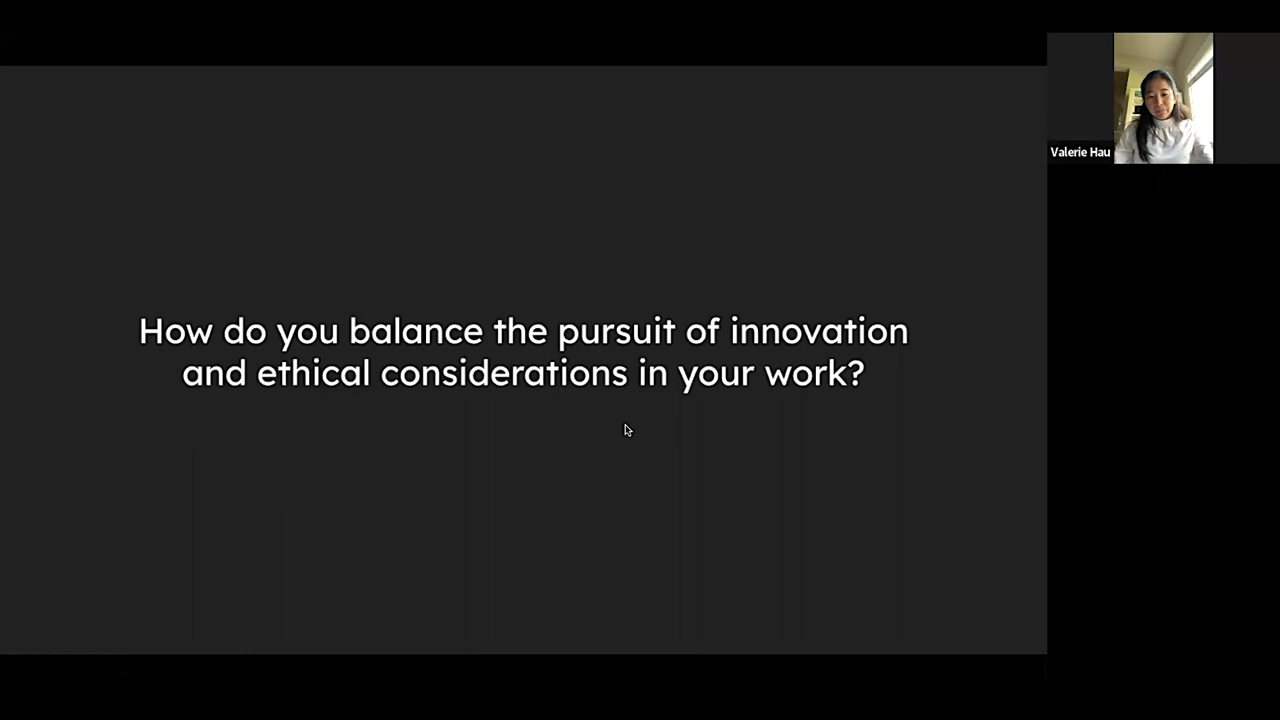 How do you balance the pursuit of innovation
and ethical considerations in your work?
Valerie Hau